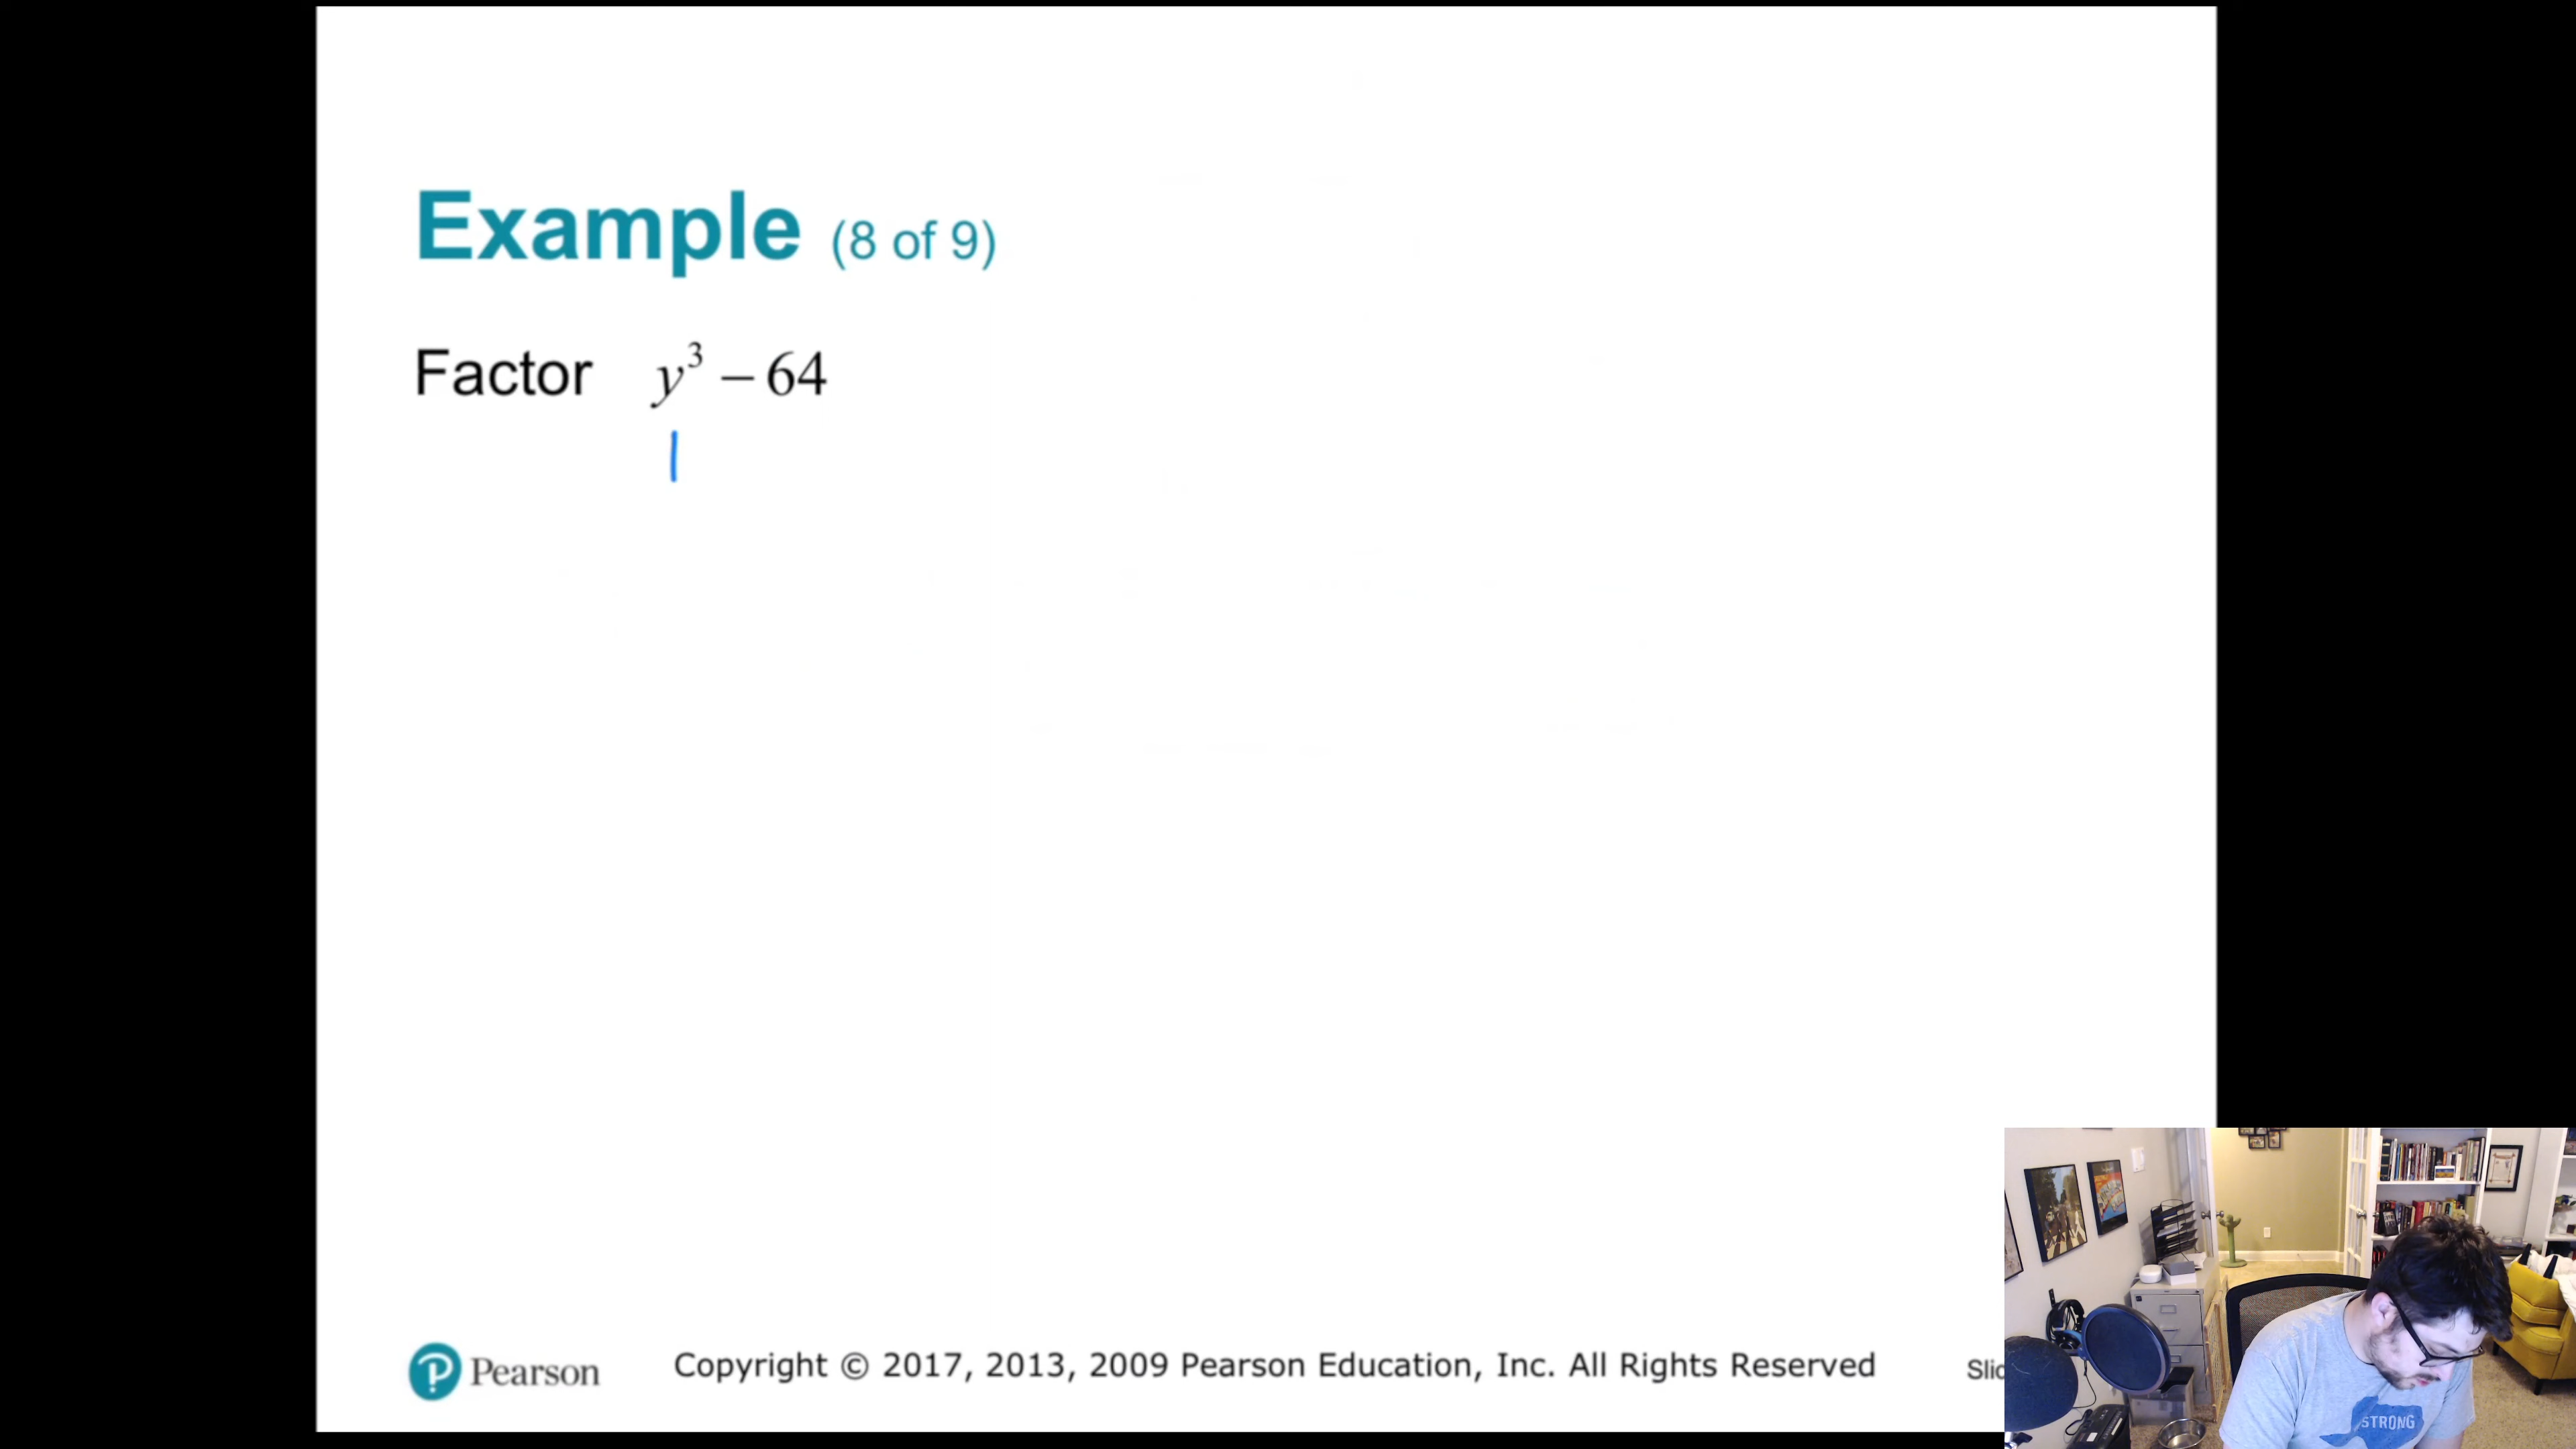 Example (8 of 9)
Factor y³ – 64
Pearson
Copyright © 2017, 2013, 2009 Pearson Education, Inc. All Rights Reserved
Slid
STRONG